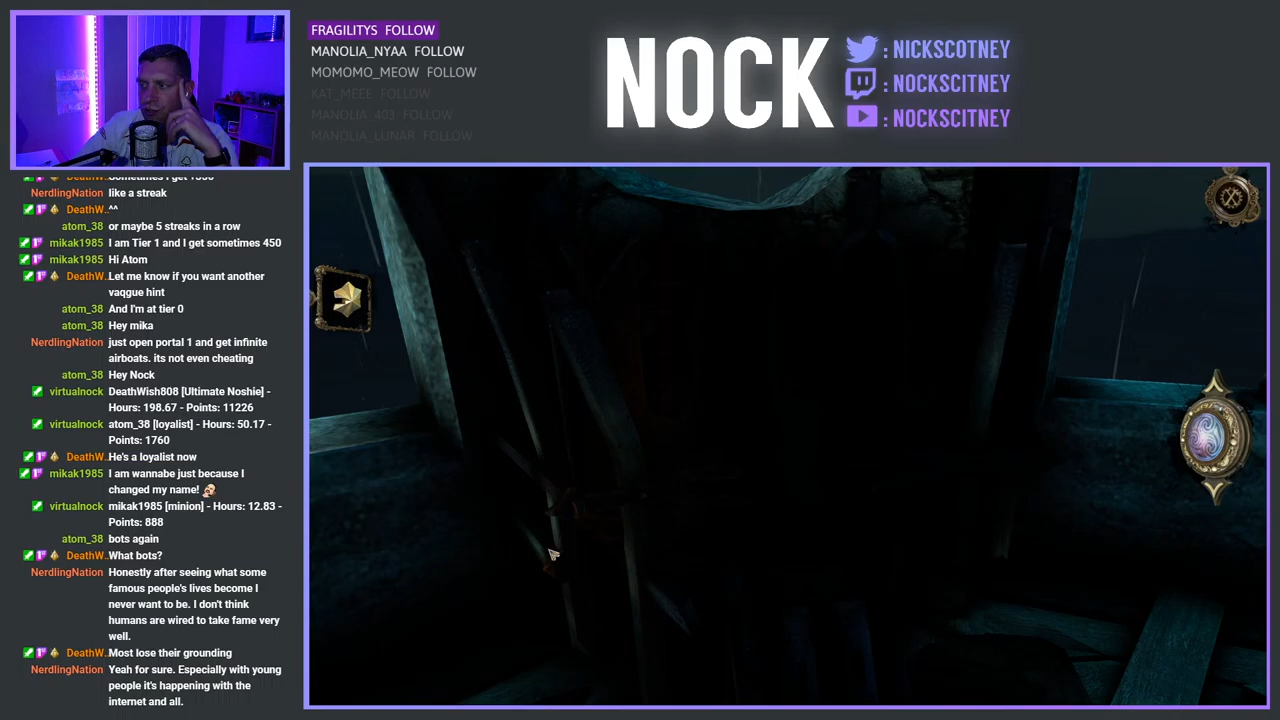 FRAGILITYS FOLLOW
MANOLIA_NYAA FOLLOW
MOMOMO_MEOW FOLLOW
KAT_MEEE FOLLOW
MANOLIA_403 FOLLOW
MANOLIA_LUNAR FOLLOW
NOCK
: NICKSCOTNEY
: NOCKSCITNEY
: NOCKSCITNEY
NerdlingNation like a streak
DeathW.. ^^
atom_38 or maybe 5 streaks in a row
mikak1985 I am Tier 1 and I get sometimes 450
mikak1985 Hi Atom
DeathW.. Let me know if you want another
vaqgue hint
atom_38 And I'm at tier 0
atom_38 Hey mika
NerdlingNation just open portal 1 and get infinite
airboats. its not even cheating
atom_38 Hey Nock
virtualnock DeathWish808 [Ultimate Noshie] -
Hours: 198.67 - Points: 11226
virtualnock atom_38 [loyalist] - Hours: 50.17 -
Points: 1760
DeathW.. He's a loyalist now
mikak1985 I am wannabe just because I
changed my name!
virtualnock mikak1985 [minion] - Hours: 12.83 -
Points: 888
atom_38 bots again
DeathW.. What bots?
NerdlingNation Honestly after seeing what some
famous people's lives become I
never want to be. I don't think
humans are wired to take fame very
well.
DeathW.. Most lose their grounding
NerdlingNation Yeah for sure. Especially with young
people it's happening with the
internet and all.